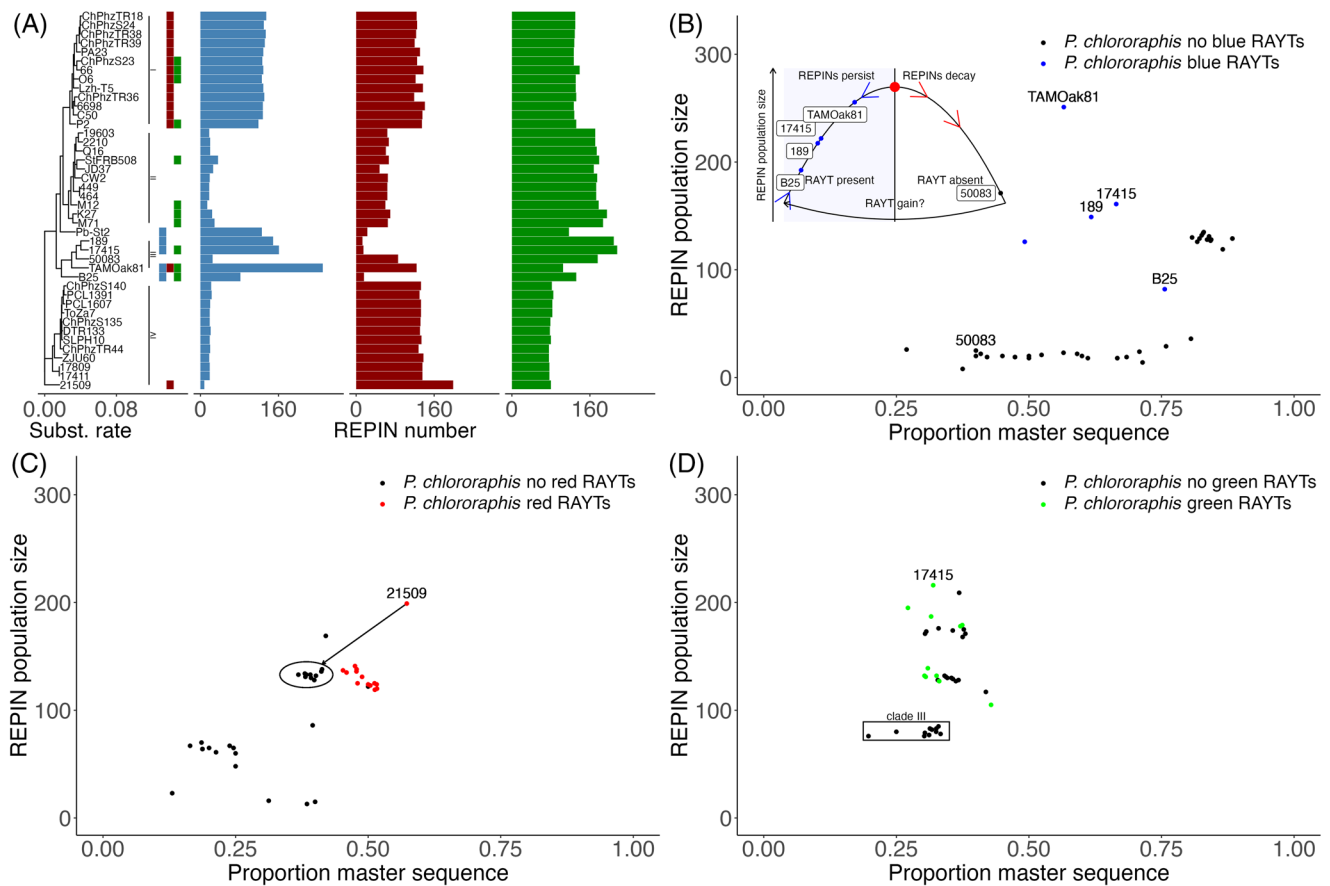 (A)
ChPhzTR18
ChPhzS24
ChPhzTR38
ChPhzTR39
PA23
ChPhzS23
66
O6
Lzh-T5
ChPhzTR36
6698
C50
P2
19603
2210
Q16
StFRB508
JD37
CW2
449
464
M12
K27
M71
Pb-St2
189
17415
50083
TAMOak81
B25
ChPhzS140
PCL1391
PCL1607
ToZa7
ChPhzS135
DTR133
SLPH10
ChPhzTR44
ZJU60
17809
17411
21509
I
II
III
IV
0.00 0.08
Subst. rate
0 160
0 160
0 160
REPIN number
(B)
REPIN population size
300
200
100
0
0.00 0.25 0.50 0.75 1.00
Proportion master sequence
P. chlororaphis no blue RAYTs
P. chlororaphis blue RAYTs
TAMOak81
17415
189
B25
50083
REPIN population size
REPINs persist
REPINs decay
TAMOak81
17415
189
B25
RAYT present
RAYT absent
50083
RAYT gain?
(C)
REPIN population size
300
200
100
0
0.00 0.25 0.50 0.75 1.00
Proportion master sequence
P. chlororaphis no red RAYTs
P. chlororaphis red RAYTs
21509
(D)
REPIN population size
300
200
100
0
0.00 0.25 0.50 0.75 1.00
Proportion master sequence
P. chlororaphis no green RAYTs
P. chlororaphis green RAYTs
17415
clade III